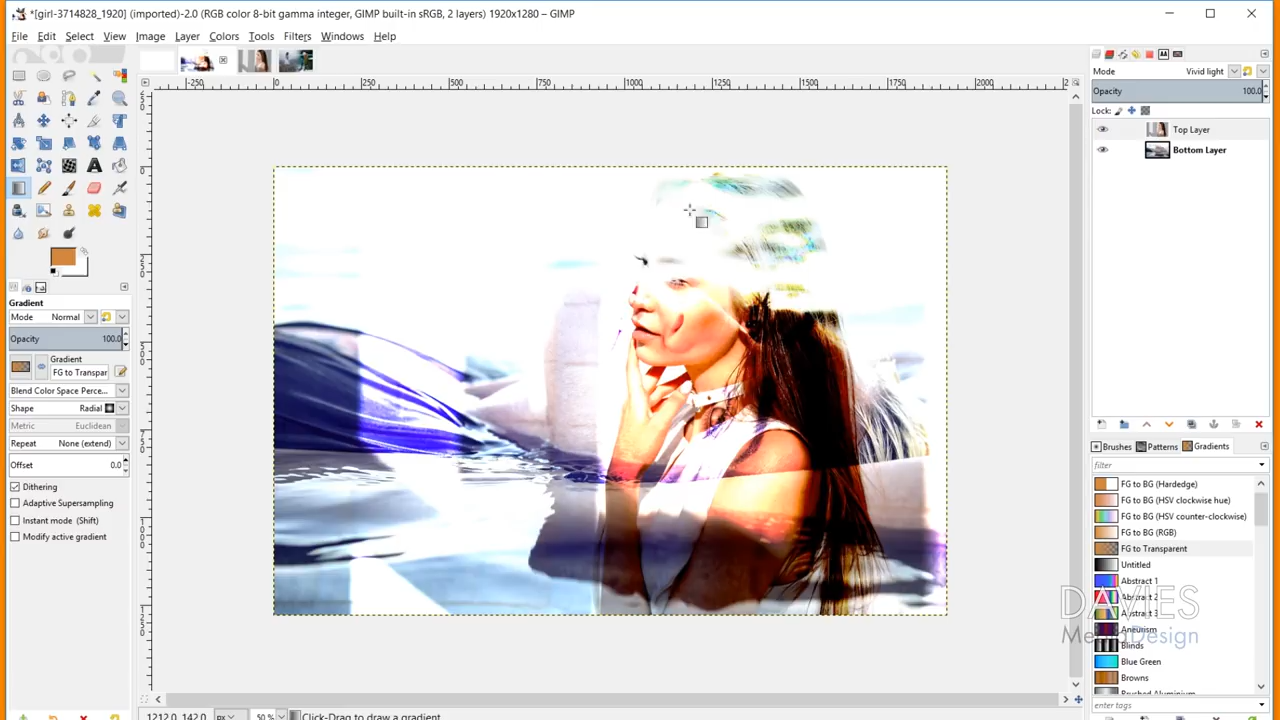 *[girl-3714828_1920] (imported)-2.0 (RGB color 8-bit gamma integer, GIMP built-in sRGB, 2 layers) 1920x1280 – GIMP
File Edit Select View Image Layer Colors Tools Filters Windows Help
-250 0 250 500 750 1000 1250 1500 1750 2000
Mode Vivid light
Opacity 100.0
Lock:
Top Layer
Bottom Layer
Gradient
Mode Normal
Opacity 100.0
Gradient
FG to Transpar
Blend Color Space Perce...
Shape Radial
Metric Euclidean
Repeat None (extend)
Offset 0.0
Dithering
Adaptive Supersampling
Instant mode (Shift)
Modify active gradient
Brushes Patterns Gradients
filter
FG to BG (Hardedge)
FG to BG (HSV clockwise hue)
FG to BG (HSV counter-clockwise)
FG to BG (RGB)
FG to Transparent
Untitled
Abstract 1
Abstract 2
Abstract 3
Aneurism
Blinds
Blue Green
Browns
Brushed Aluminium
enter tags
DAVIES
Media Design
1212.0, 142.0 px 50 % Click-Drag to draw a gradient